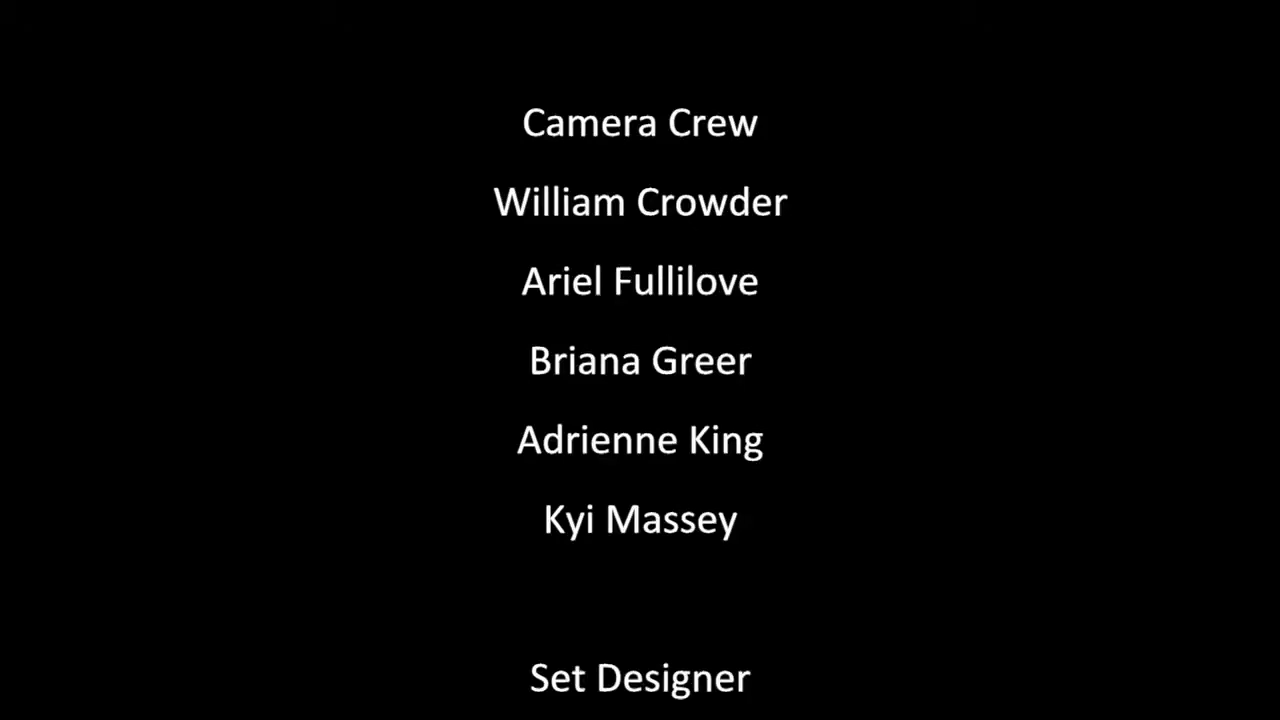 Camera Crew
William Crowder
Ariel Fullilove
Briana Greer
Adrienne King
Kyi Massey
Set Designer